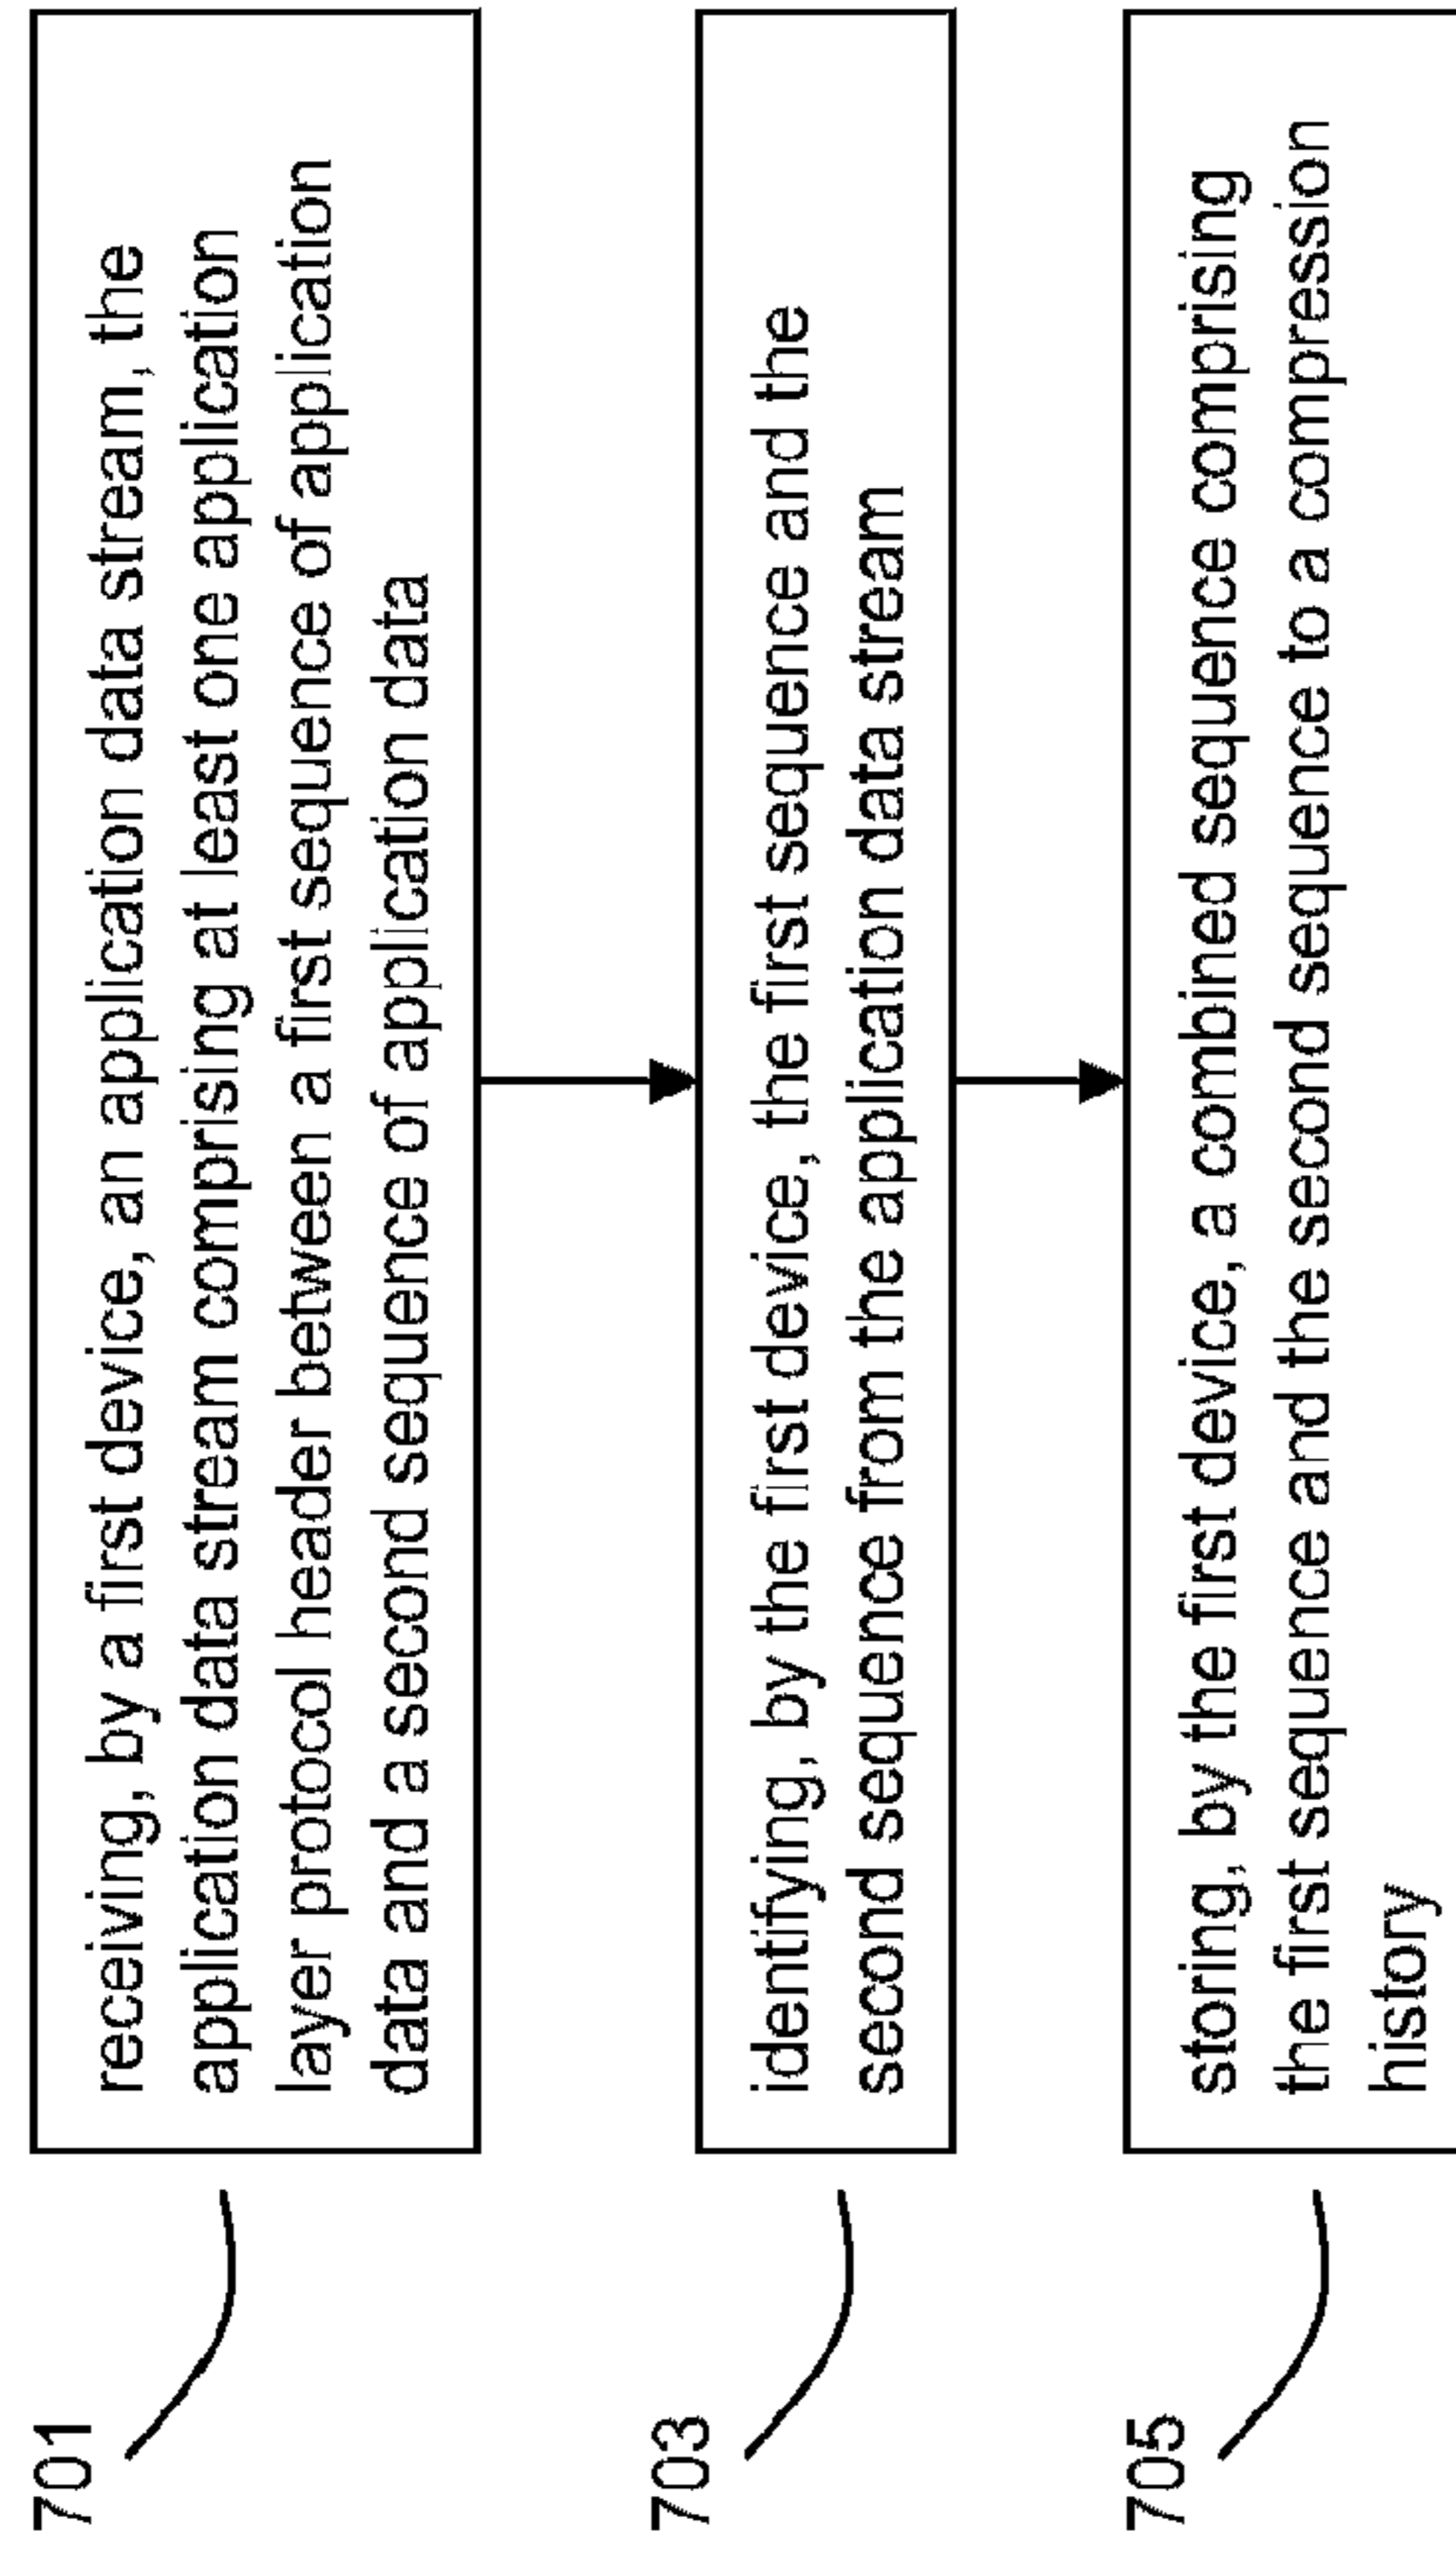 701
receiving, by a first device, an application data stream, the
application data stream comprising at least one application
layer protocol header between a first sequence of application
data and a second sequence of application data
703
identifying, by the first device, the first sequence and the
second sequence from the application data stream
705
storing, by the first device, a combined sequence comprising
the first sequence and the second sequence to a compression
history